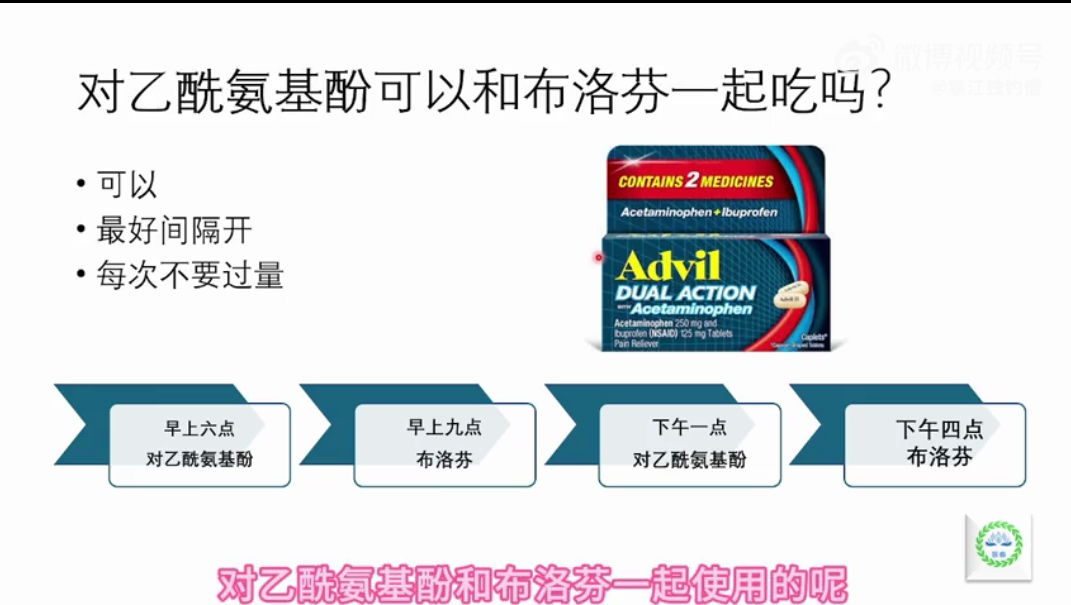 微博视频号
对乙酰氨基酚可以和布洛芬一起吃吗?
• 可以
• 最好间隔开
• 每次不要过量
CONTAINS 2 MEDICINES
Acetaminophen+Ibuprofen
Advil
DUAL ACTION
WITH Acetaminophen
Acetaminophen 250 mg and
Ibuprofen (NSAID) 125 mg Tablets
Pain Reliever
Caplets*
早上六点
对乙酰氨基酚
早上九点
布洛芬
下午一点
对乙酰氨基酚
下午四点
布洛芬
对乙酰氨基酚和布洛芬一起使用的呢